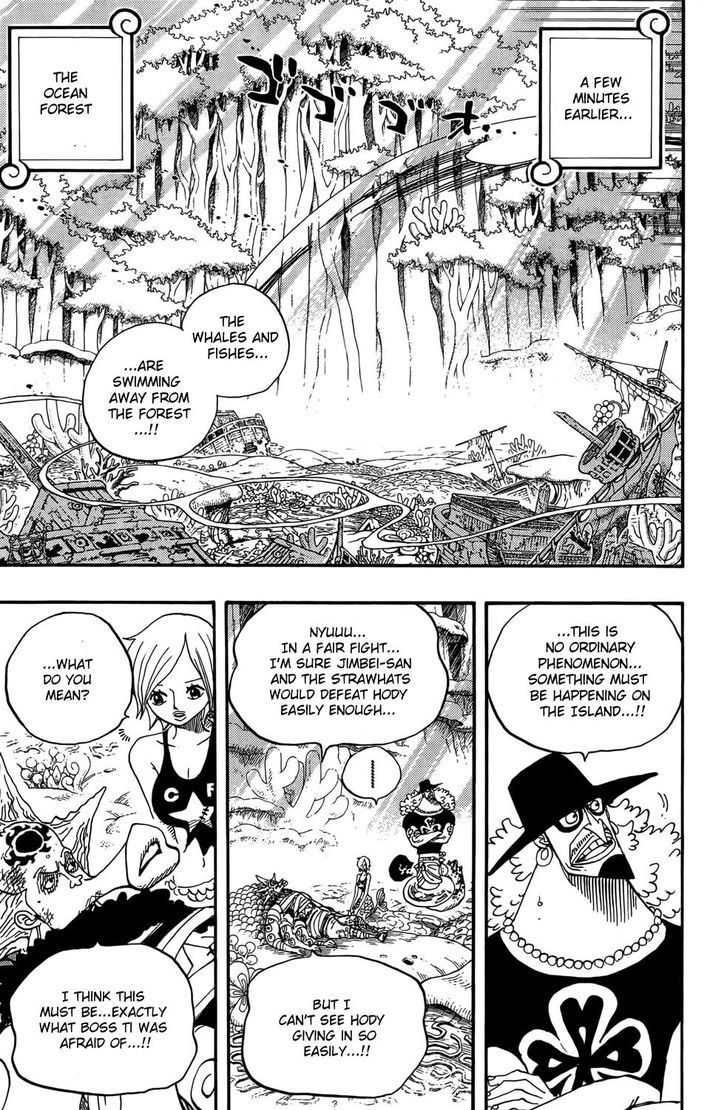 A FEW
MINUTES
EARLIER...
THE
OCEAN
FOREST
ゴゴゴゴオ
THE
WHALES AND
FISHES...
...ARE
SWIMMING
AWAY FROM
THE FOREST
...!!
...THIS IS
NO ORDINARY
PHENOMENON...
SOMETHING MUST
BE HAPPENING ON
THE ISLAND...!!
NYUUU...
IN A FAIR FIGHT...
I'M SURE JIMBEI-SAN
AND THE STRAWHATS
WOULD DEFEAT HODY
EASILY ENOUGH...
BUT I
CAN'T SEE HODY
GIVING IN SO
EASILY...!!
...WHAT
DO YOU
MEAN?
C F
I THINK THIS
MUST BE...EXACTLY
WHAT BOSS TI WAS
AFRAID OF...!!
?